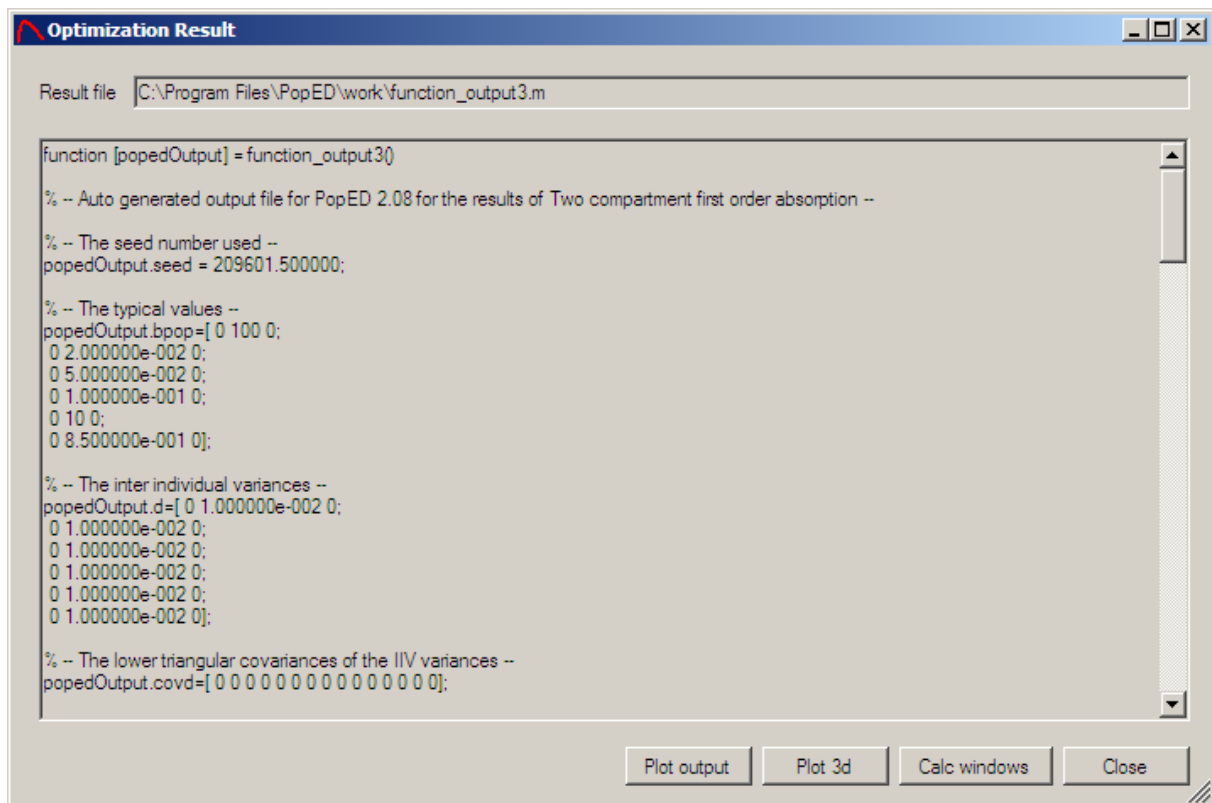 Optimization Result
Result file C:\Program Files\PopED\work\function_output3.m
function [popedOutput] = function_output3()
% -- Auto generated output file for PopED 2.08 for the results of Two compartment first order absorption --
% -- The seed number used --
popedOutput.seed = 209601.500000;
% -- The typical values --
popedOutput.bpop=[ 0 100 0;
0 2.000000e-002 0;
0 5.000000e-002 0;
0 1.000000e-001 0;
0 10 0;
0 8.500000e-001 0];
% -- The inter individual variances --
popedOutput.d=[ 0 1.000000e-002 0;
0 1.000000e-002 0;
0 1.000000e-002 0;
0 1.000000e-002 0;
0 1.000000e-002 0;
0 1.000000e-002 0];
% -- The lower triangular covariances of the IIV variances --
popedOutput.covd=[ 0 0 0 0 0 0 0 0 0 0 0 0 0 0 0];
Plot output Plot 3d Calc windows Close